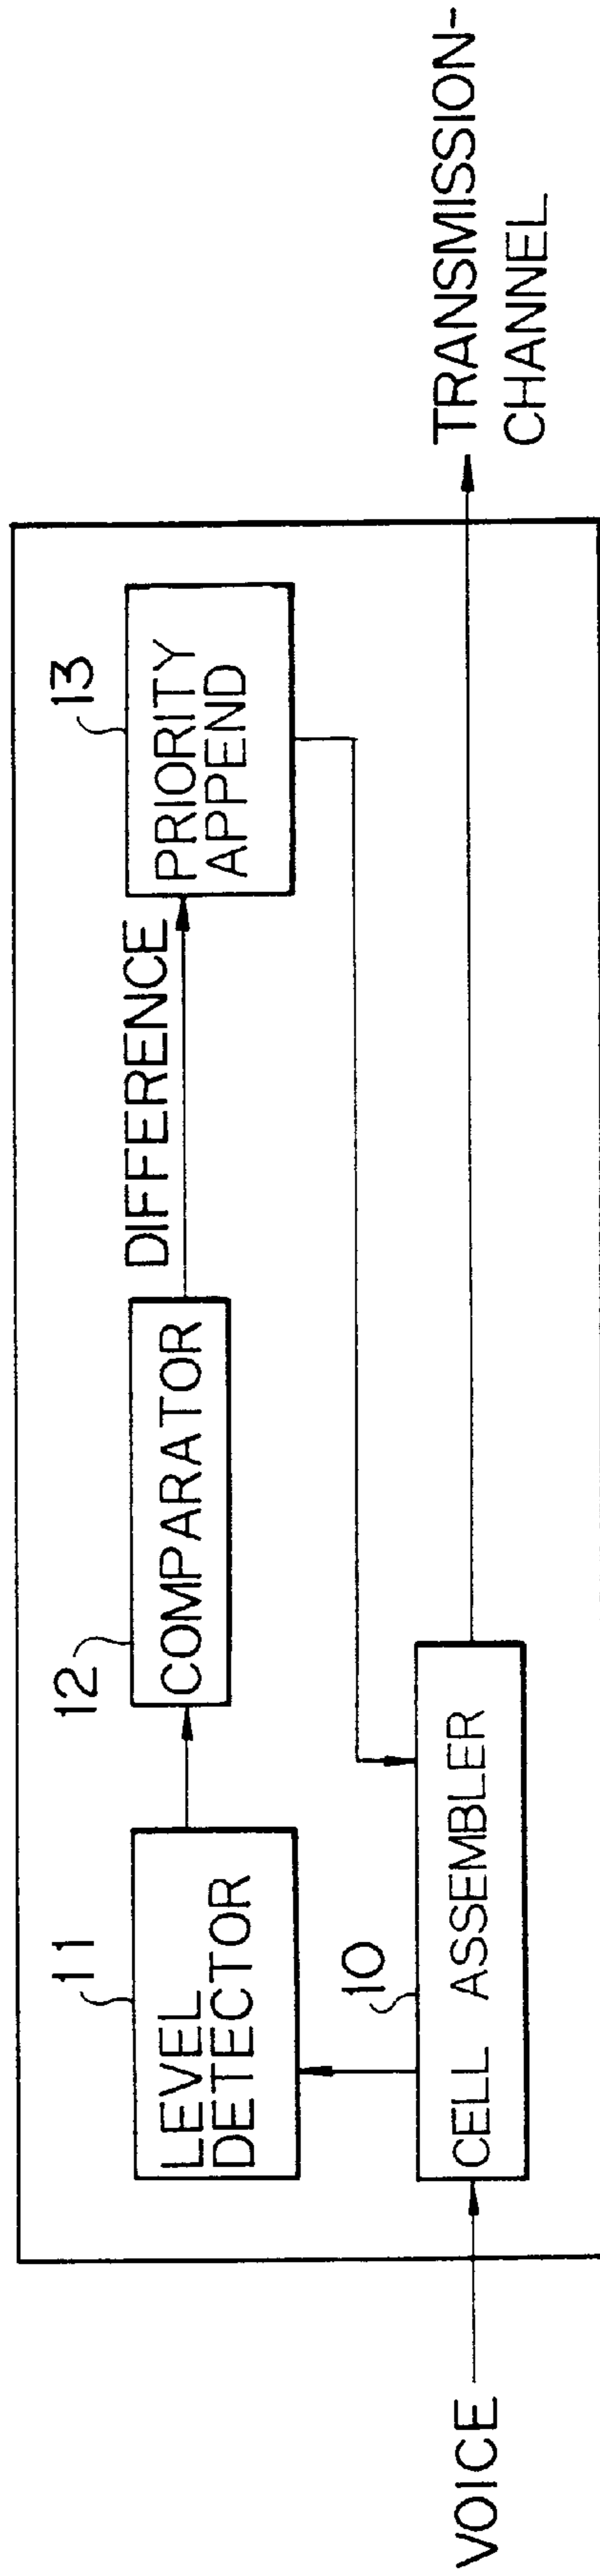 11
LEVEL
DETECTOR
12
COMPARATOR
DIFFERENCE
13
PRIORITY
APPEND
VOICE
10
CELL ASSEMBLER
TRANSMISSION-
CHANNEL